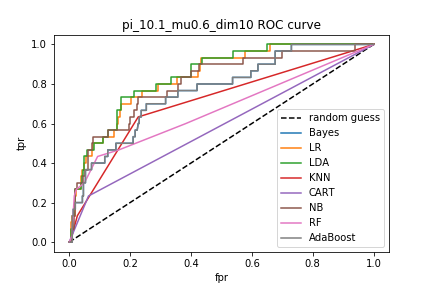 pi_10.1_mu0.6_dim10 ROC curve
tpr
1.0
0.8
0.6
0.4
0.2
0.0
random guess
Bayes
LR
LDA
KNN
CART
NB
RF
AdaBoost
0.0 0.2 0.4 0.6 0.8 1.0
fpr